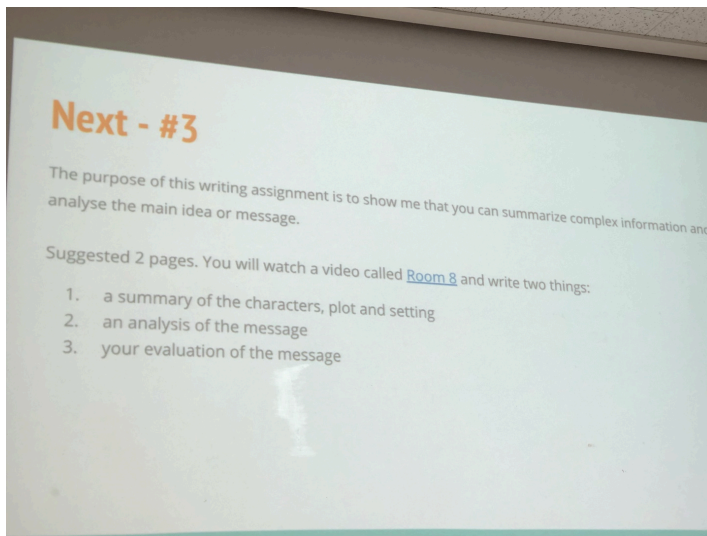 Next - #3
The purpose of this writing assignment is to show me that you can summarize complex information and
analyse the main idea or message.
Suggested 2 pages. You will watch a video called Room 8 and write two things:
1. a summary of the characters, plot and setting
2. an analysis of the message
3. your evaluation of the message